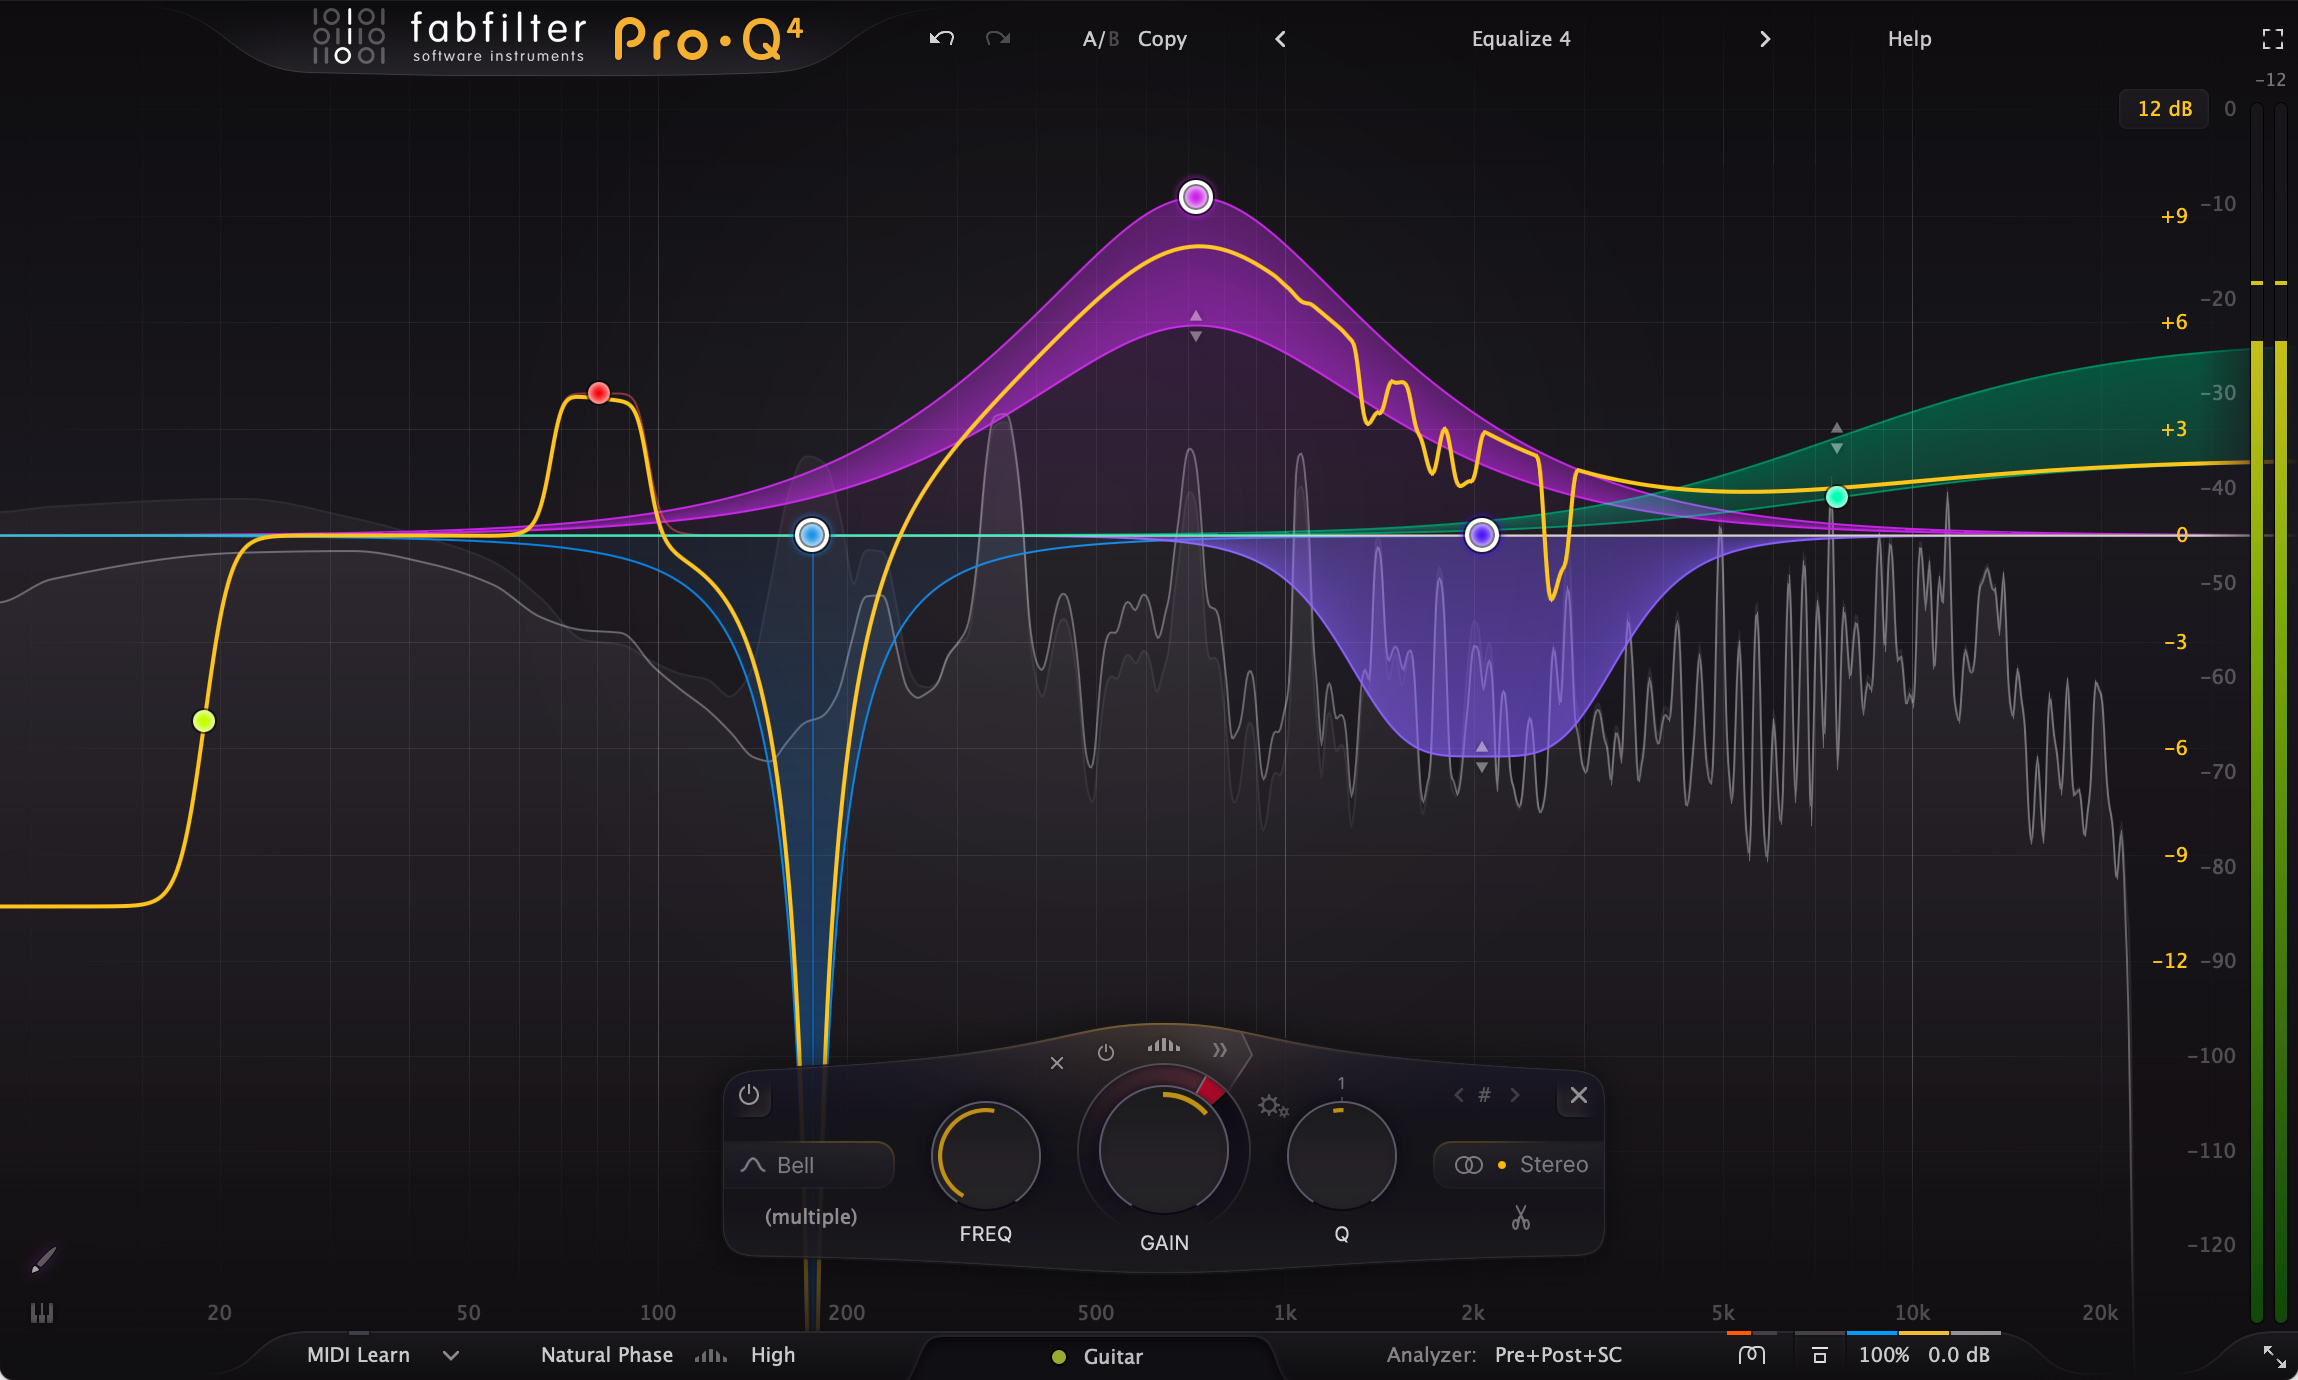 fabfilter
software instruments
Pro·Q4
A/B Copy
Equalize 4
Help
-12
12 dB
0
-10
+9
-20
+6
-30
+3
-40
0
-50
-3
-60
-6
-70
-9
-80
-12 -90
-100
-110
-120
1
#
Bell
(multiple)
FREQ
GAIN
Q
Stereo
20 50 100 200 500 1k 2k 5k 10k 20k
MIDI Learn
Natural Phase High
Guitar
Analyzer: Pre+Post+SC
100% 0.0 dB